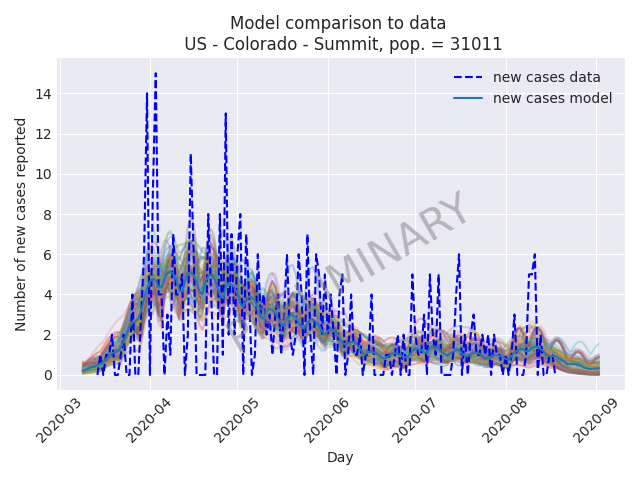 Model comparison to data
US - Colorado - Summit, pop. = 31011
new cases data
new cases model
Number of new cases reported
14
12
10
8
6
4
2
0
2020-03
2020-04
2020-05
2020-06
2020-07
2020-08
2020-09
Day